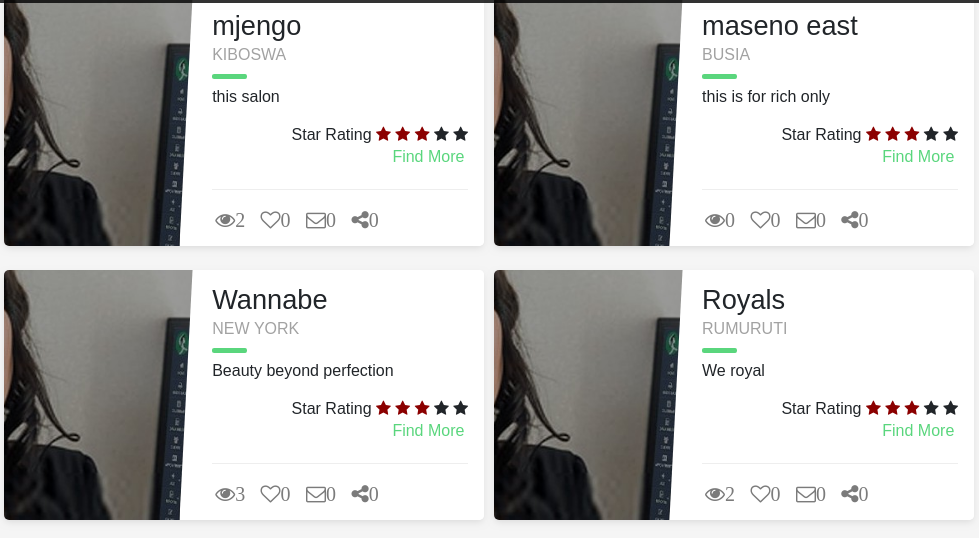 mjengo
KIBOSWA
this salon
Star Rating
Find More
2 0 0 0
maseno east
BUSIA
this is for rich only
Star Rating
Find More
0 0 0 0
Wannabe
NEW YORK
Beauty beyond perfection
Star Rating
Find More
3 0 0 0
Royals
RUMURUTI
We royal
Star Rating
Find More
2 0 0 0